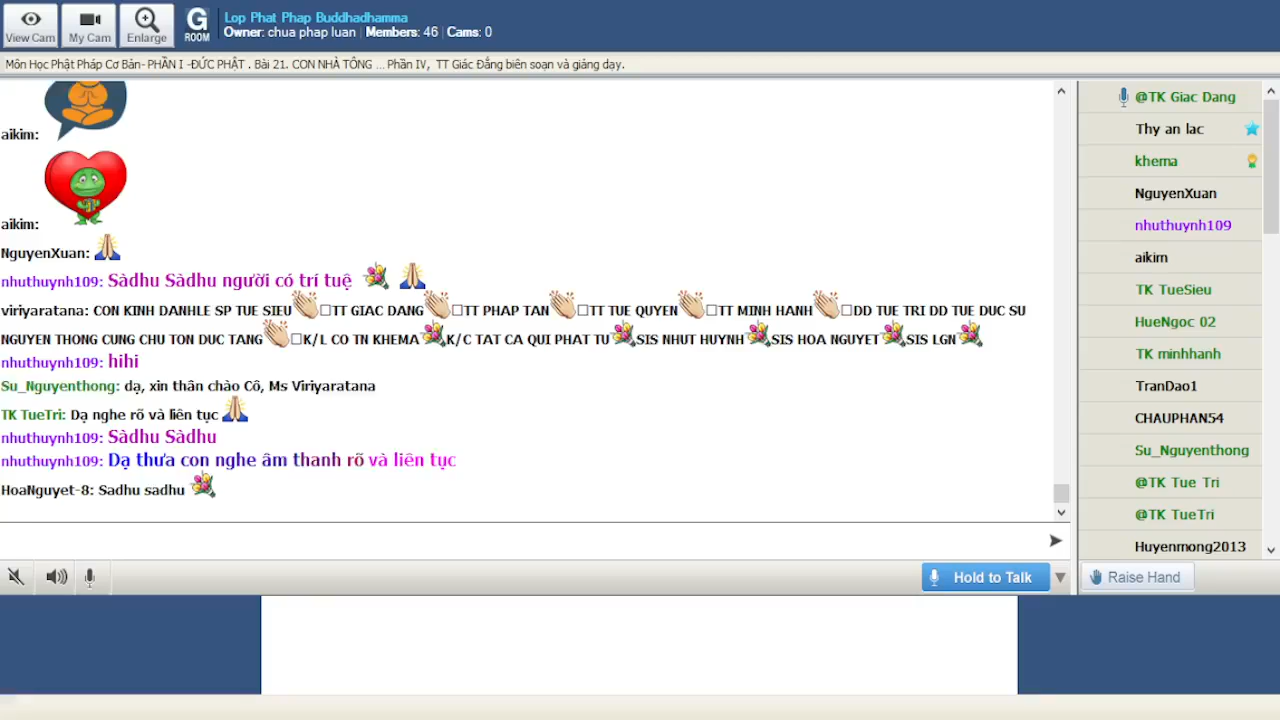 View Cam
My Cam
Enlarge
G
ROOM
Lop Phat Phap Buddhadhamma
Owner: chua phap luan | Members: 46 | Cams: 0
Môn Học Phật Pháp Cơ Bản- PHẦN I -ĐỨC PHẬT . Bài 21. CON NHÀ TÔNG ... Phần IV,  TT Giác Đẳng biên soạn và giảng dạy.
aikim:
aikim:
NguyenXuan:
nhuthuynh109: Sàdhu Sàdhu người có trí tuệ
viriyaratana: CON KINH DANHLE SP TUE SIEU □TT GIAC DANG □TT PHAP TAN □TT TUE QUYEN □TT MINH HANH □DD TUE TRI DD TUE DUC SU
NGUYEN THONG CUNG CHU TON DUC TANG □K/L CO TN KHEMA K/C TAT CA QUI PHAT TU SIS NHUT HUYNH SIS HOA NGUYET SIS LGN
nhuthuynh109: hihi
Su_Nguyenthong: dạ, xin thân chào Cô, Ms Viriyaratana
TK TueTri: Dạ nghe rõ và liên tục
nhuthuynh109: Sàdhu Sàdhu
nhuthuynh109: Dạ thưa con nghe âm thanh rõ và liên tục
HoaNguyet-8: Sadhu sadhu
@TK Giac Dang
Thy an lac
khema
NguyenXuan
nhuthuynh109
aikim
TK TueSieu
HueNgoc 02
TK minhhanh
TranDao1
CHAUPHAN54
Su_Nguyenthong
@TK Tue Tri
@TK TueTri
Huyenmong2013
Hold to Talk
Raise Hand